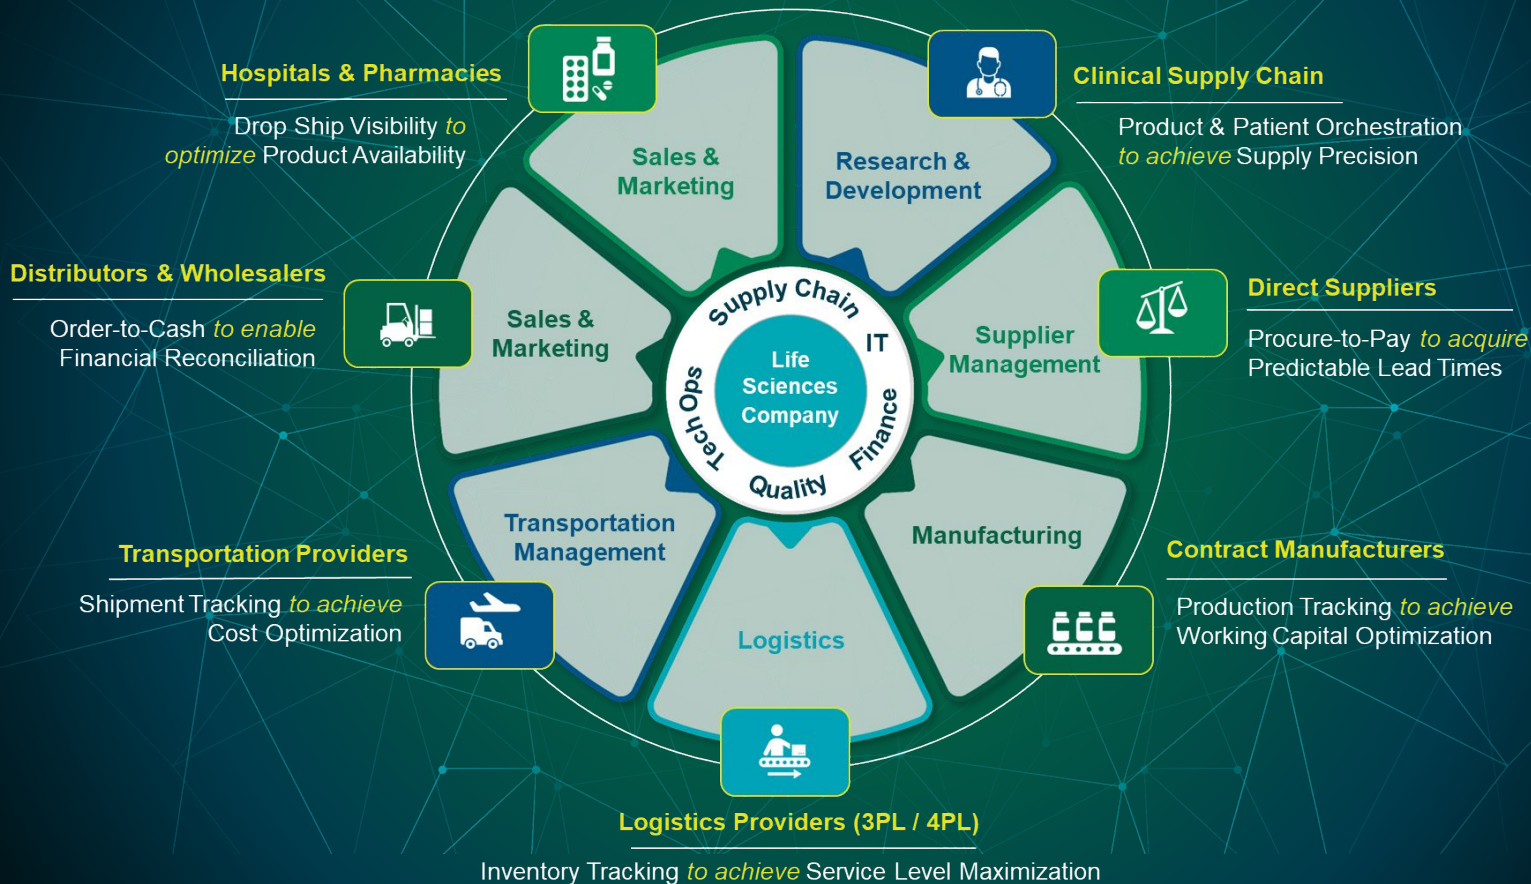 Hospitals & Pharmacies
Drop Ship Visibility to
optimize Product Availability
Clinical Supply Chain
Product & Patient Orchestration
to achieve Supply Precision
Sales &
Marketing
Research &
Development
Distributors & Wholesalers
Order-to-Cash to enable
Financial Reconciliation
Sales &
Marketing
Supplier
Management
Direct Suppliers
Procure-to-Pay to acquire
Predictable Lead Times
Supply Chain
IT
Finance
Quality
Tech Ops
Life
Sciences
Company
Transportation
Management
Manufacturing
Transportation Providers
Shipment Tracking to achieve
Cost Optimization
Contract Manufacturers
Production Tracking to achieve
Working Capital Optimization
Logistics
Logistics Providers (3PL / 4PL)
Inventory Tracking to achieve Service Level Maximization